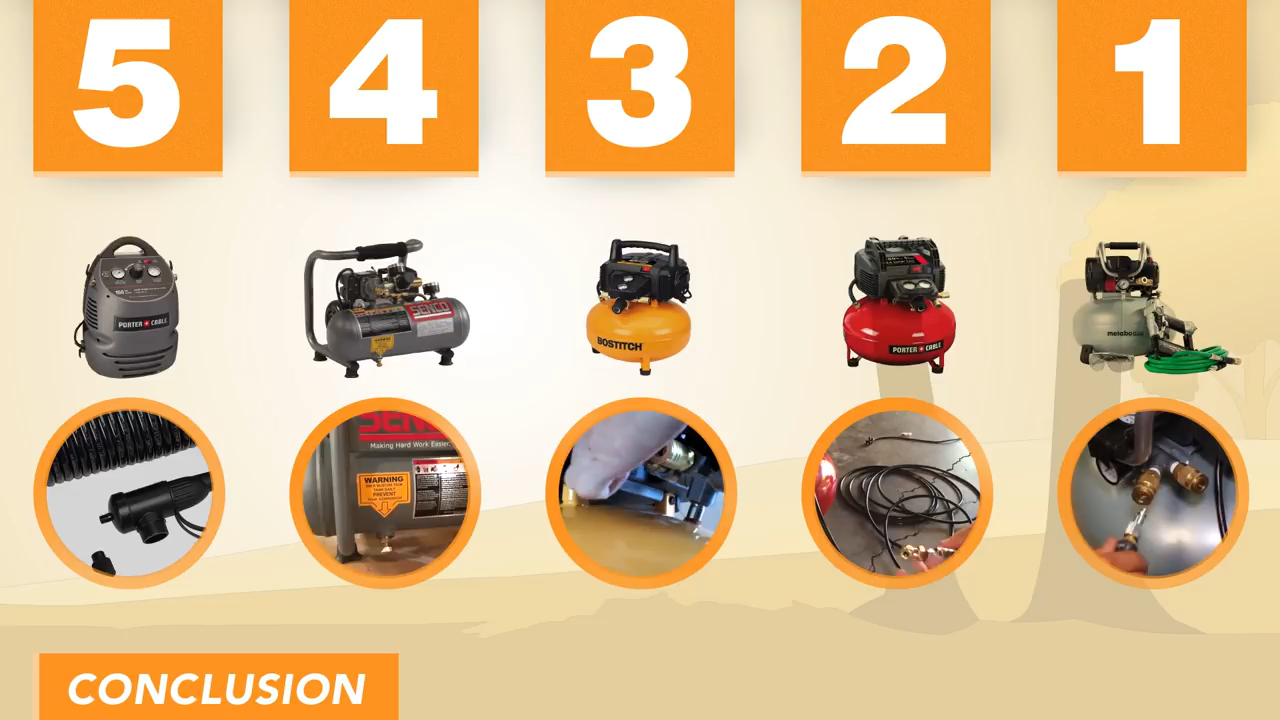 5 4 3 2 1
PORTER CABLE
SENCO
BOSTITCH
PORTER CABLE
metabo
SENCO
Making Hard Work Easier.
WARNING
PREVENT
CONCLUSION